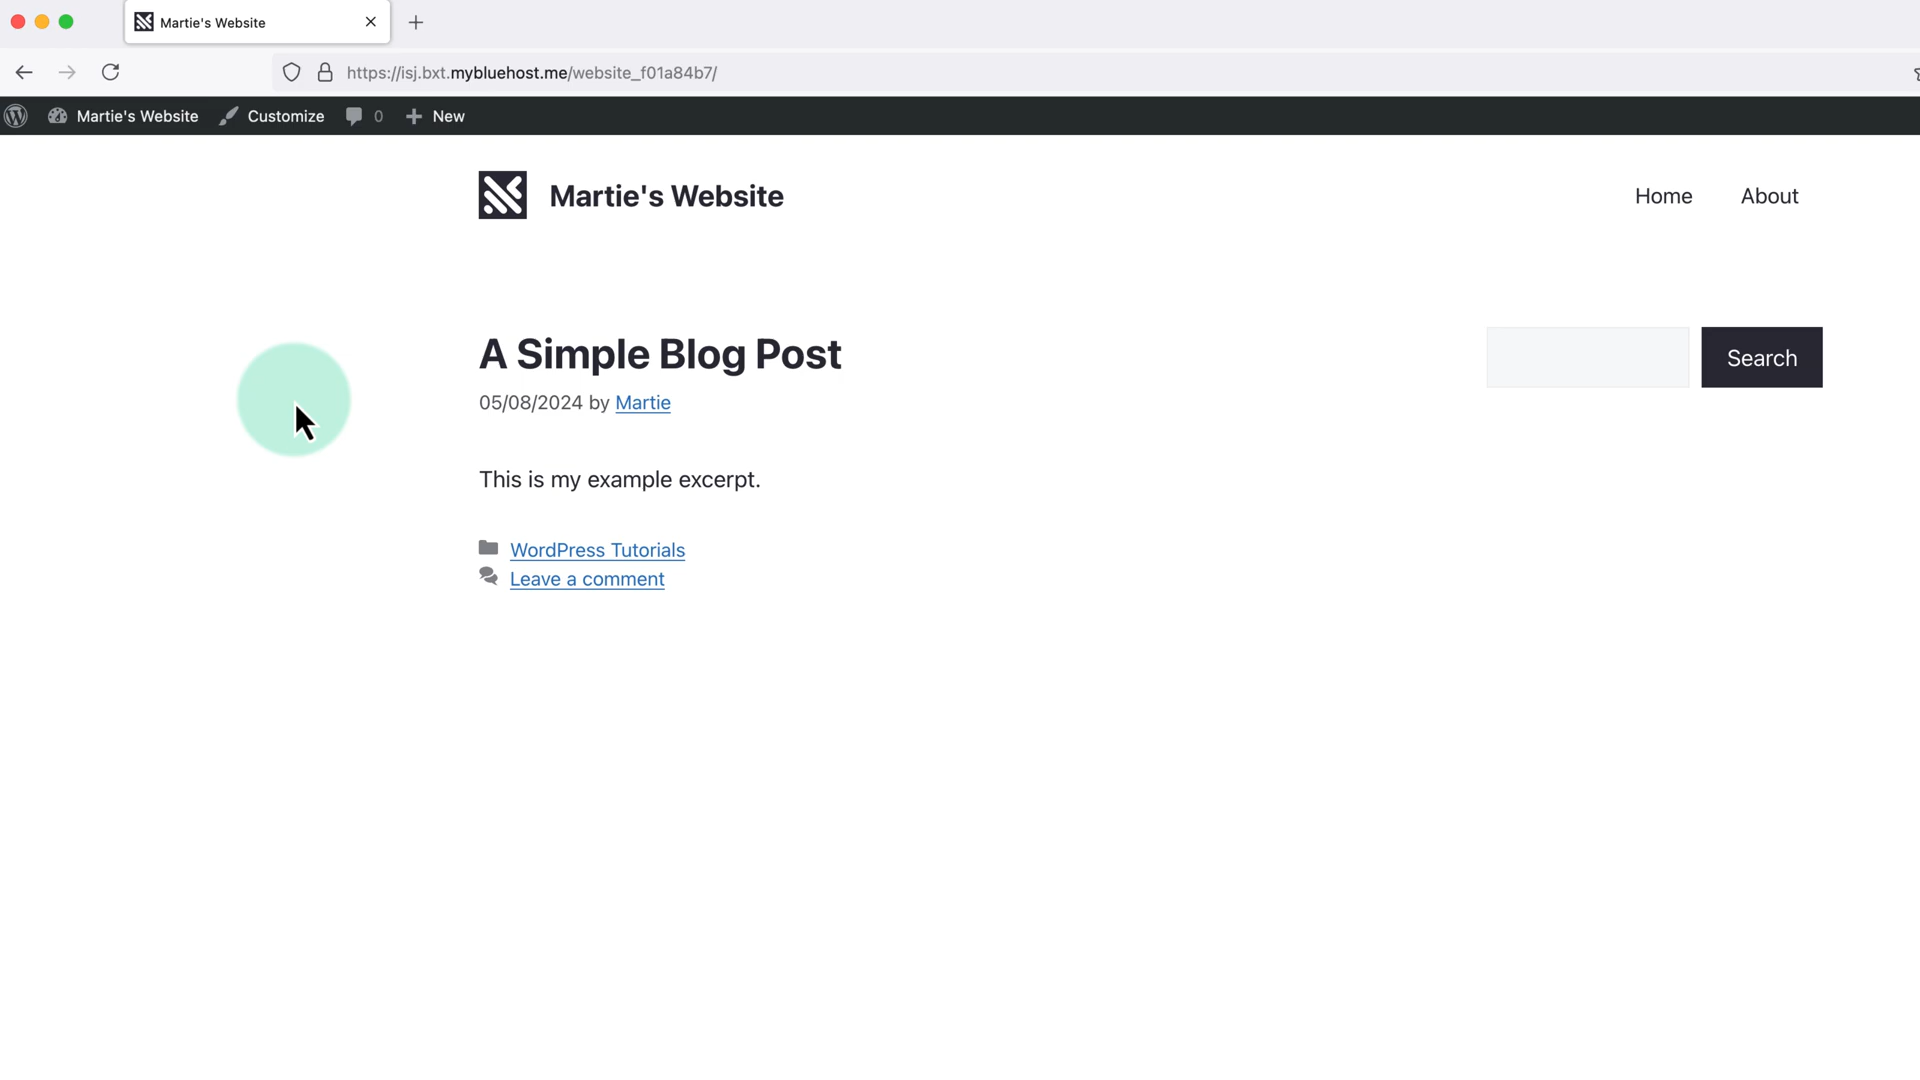 Martie's Website
https://isj.bxt.mybluehost.me/website_f01a84b7/
Martie's Website Customize 0 New
Martie's Website Home About
A Simple Blog Post
Search
05/08/2024 by Martie
This is my example excerpt.
WordPress Tutorials
Leave a comment